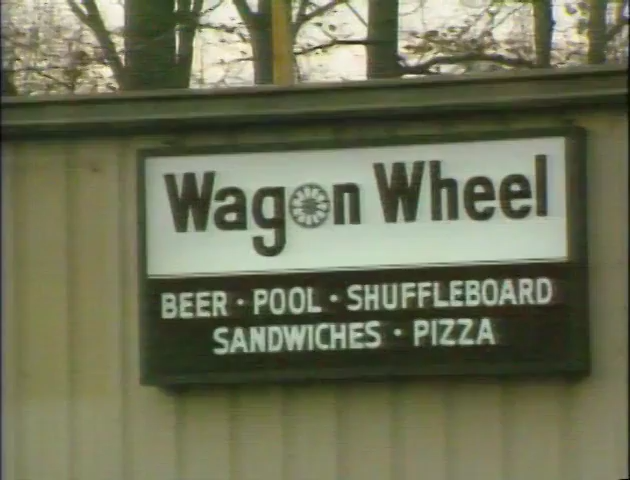 Wagon Wheel
BEER · POOL · SHUFFLEBOARD
SANDWICHES · PIZZA